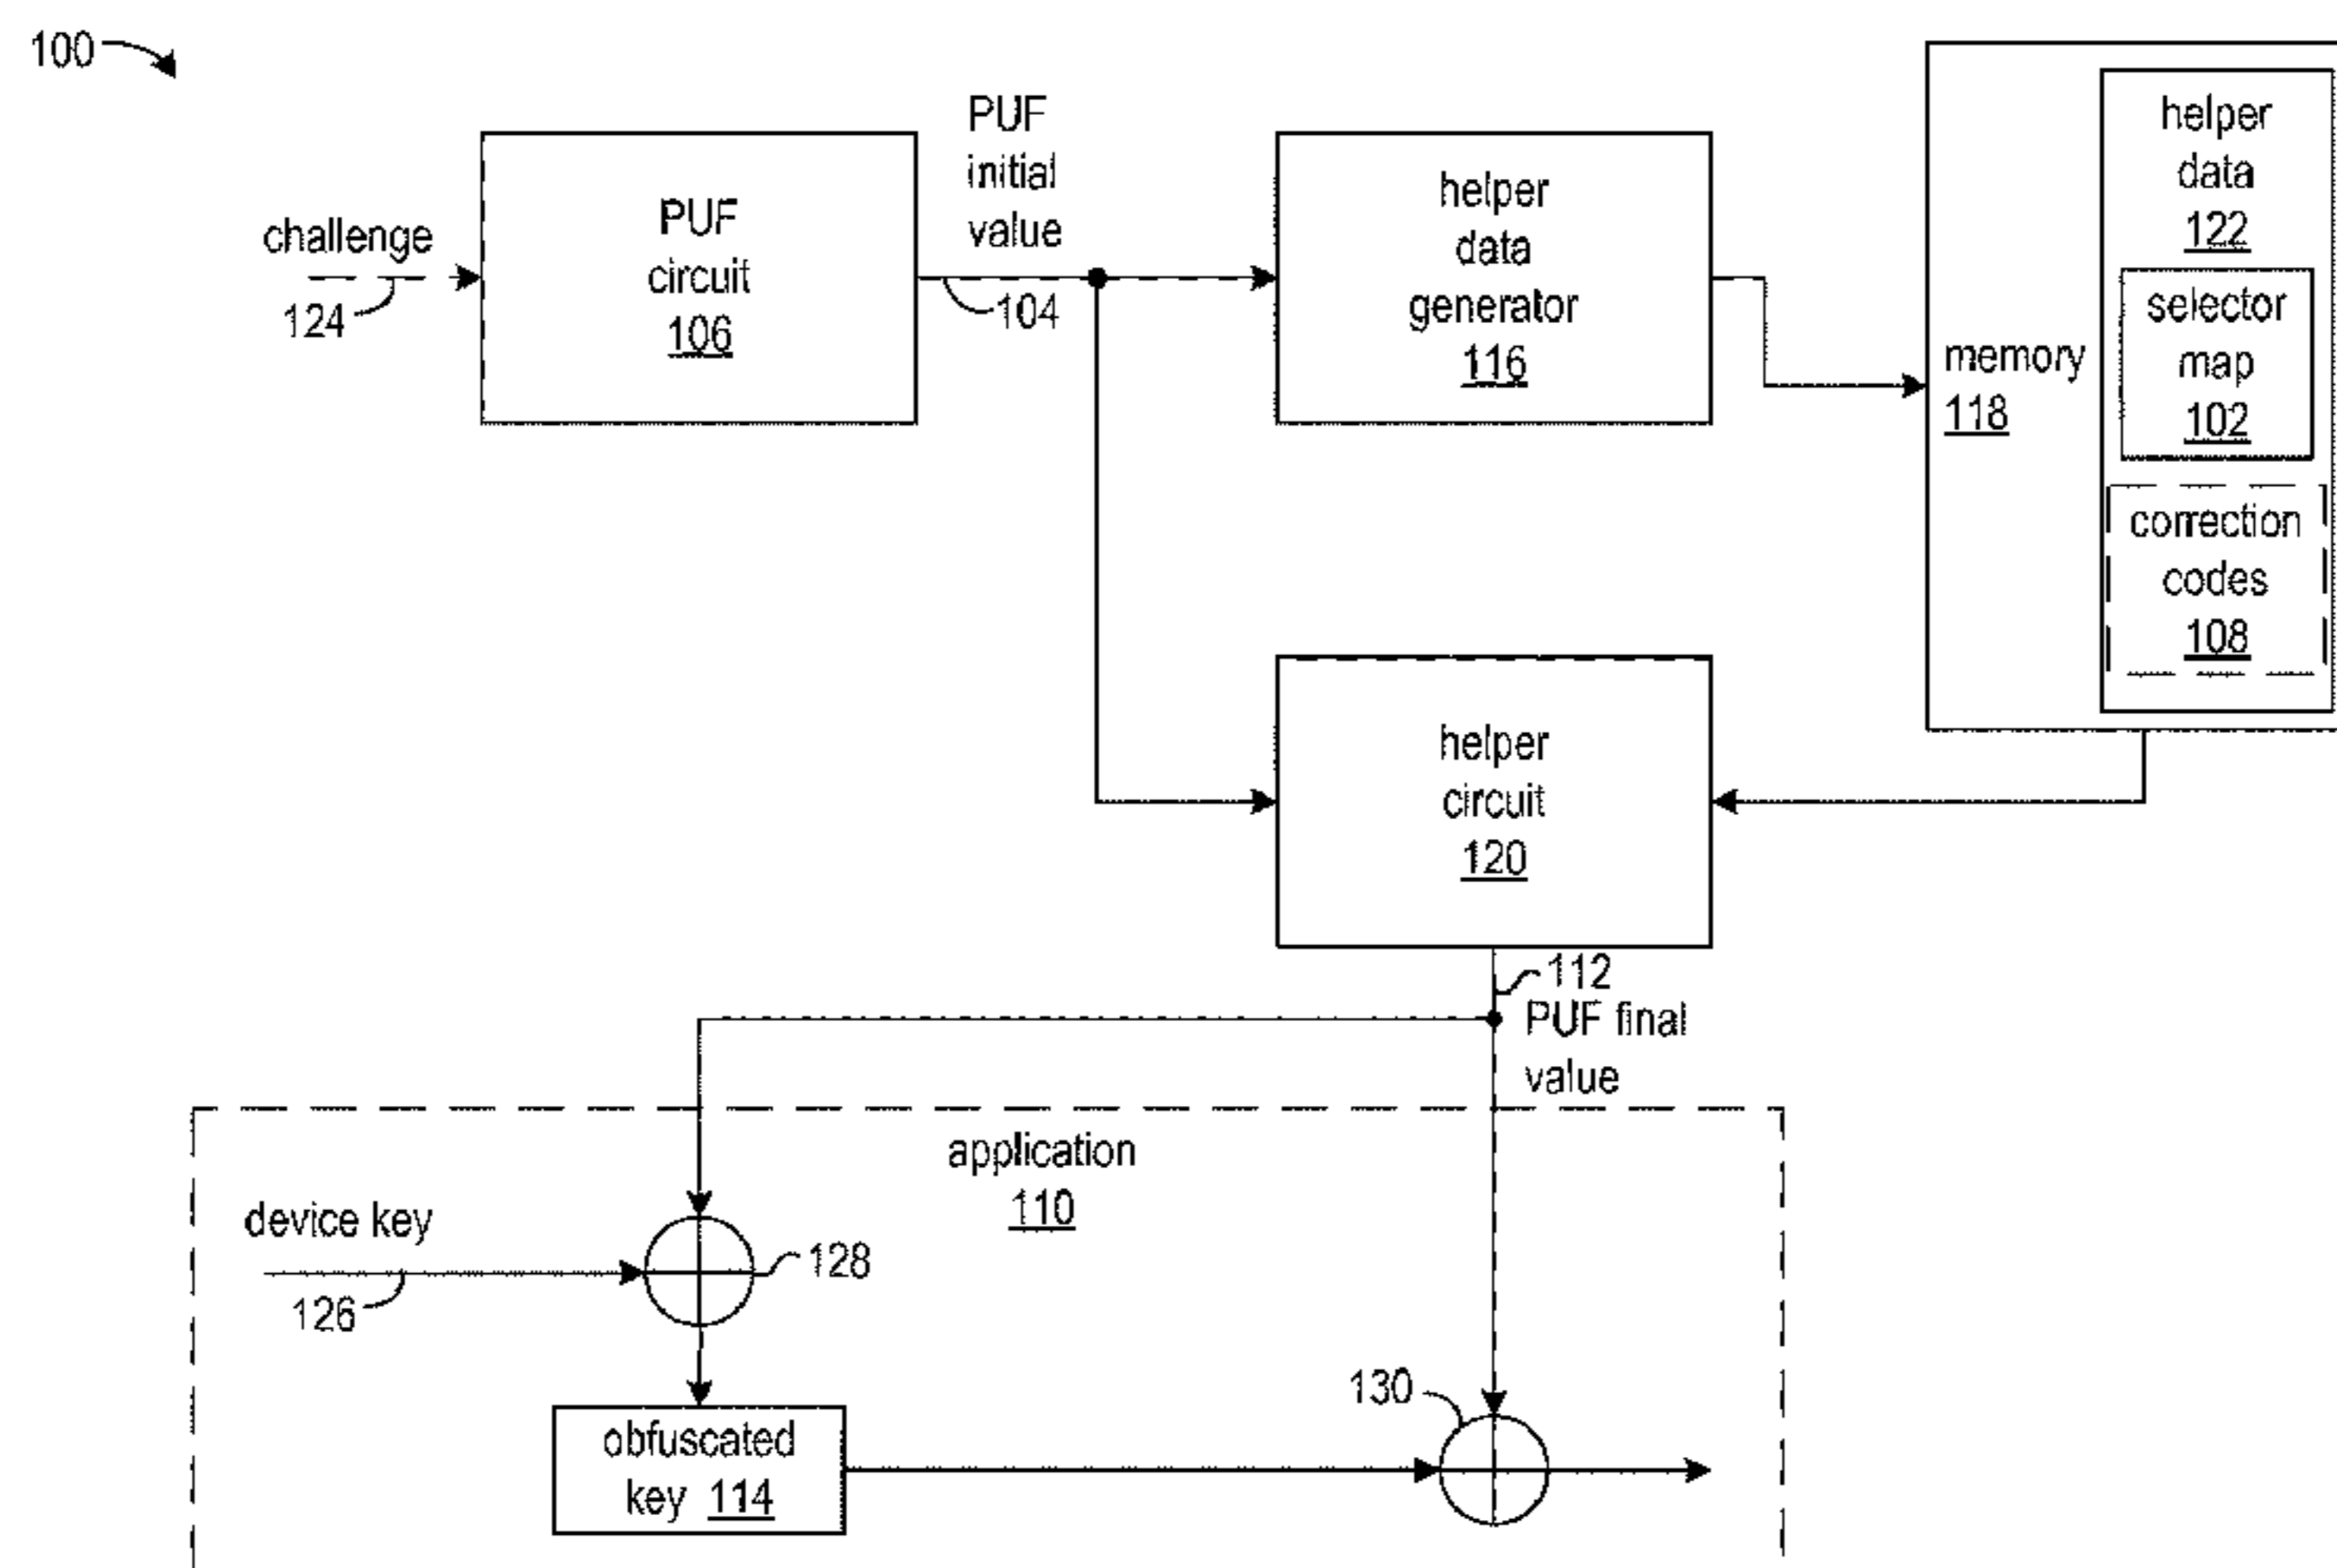 100
challenge
124
PUF
circuit
106
PUF
initial
value
104
helper
data
generator
116
memory
118
helper
data
122
selector
map
102
correction
codes
108
helper
circuit
120
112
PUF final
value
application
110
device key
126
128
obfuscated
key 114
130